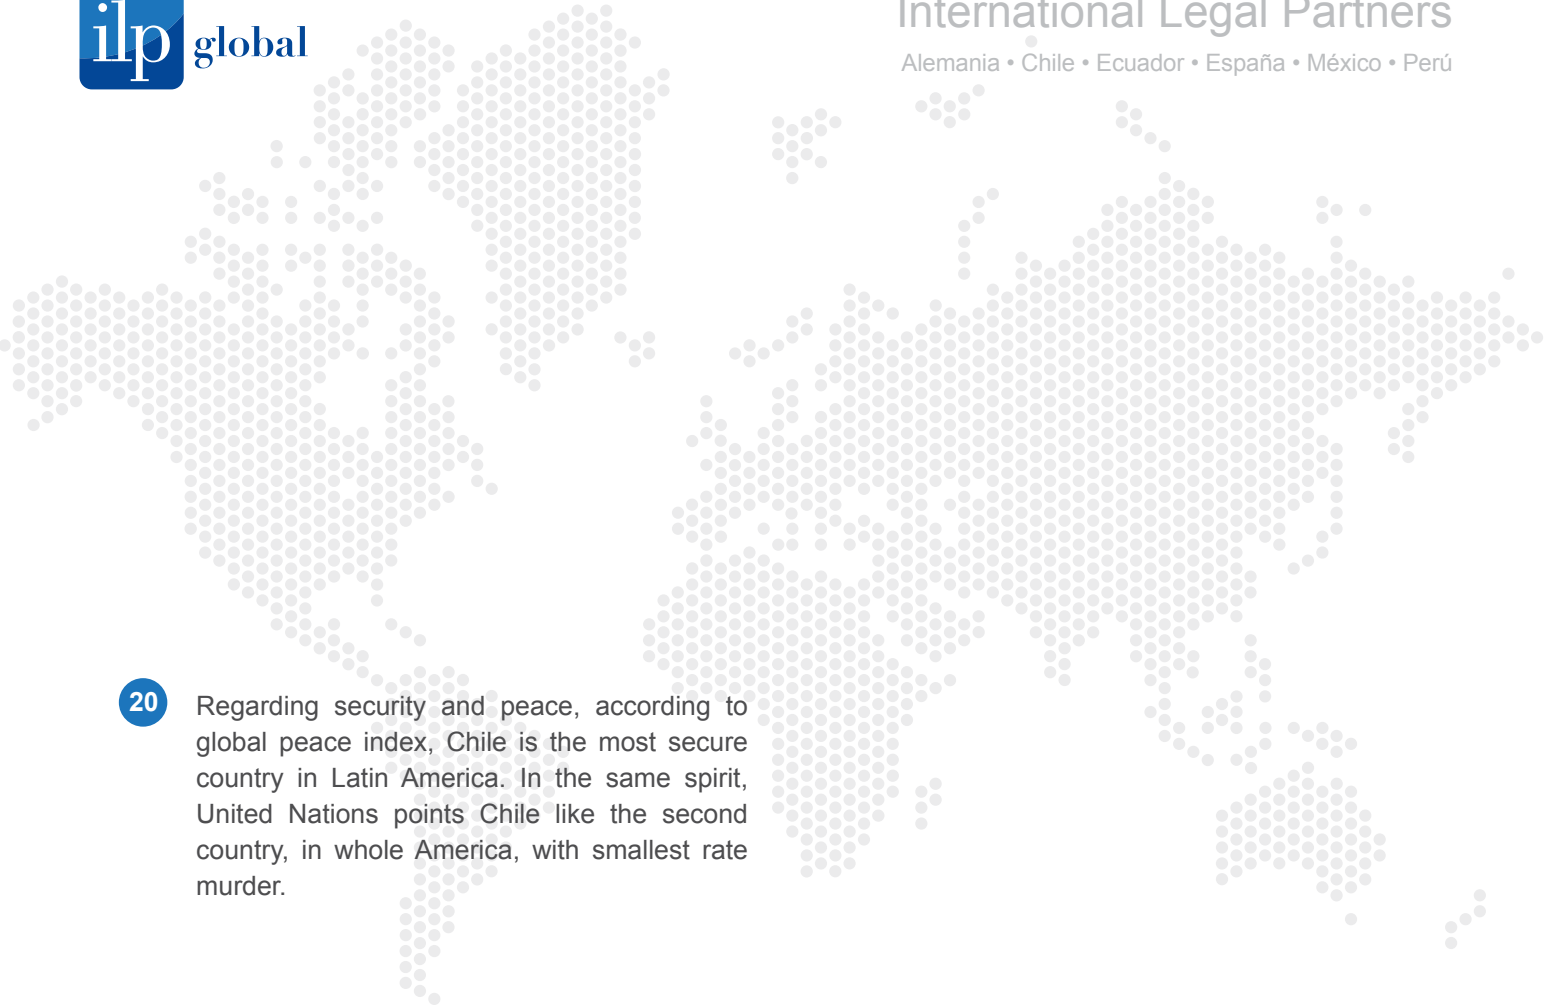 ilp global
International Legal Partners
Alemania • Chile • Ecuador • España • México • Perú
20
Regarding security and peace, according to
global peace index, Chile is the most secure
country in Latin America. In the same spirit,
United Nations points Chile like the second
country, in whole America, with smallest rate
murder.